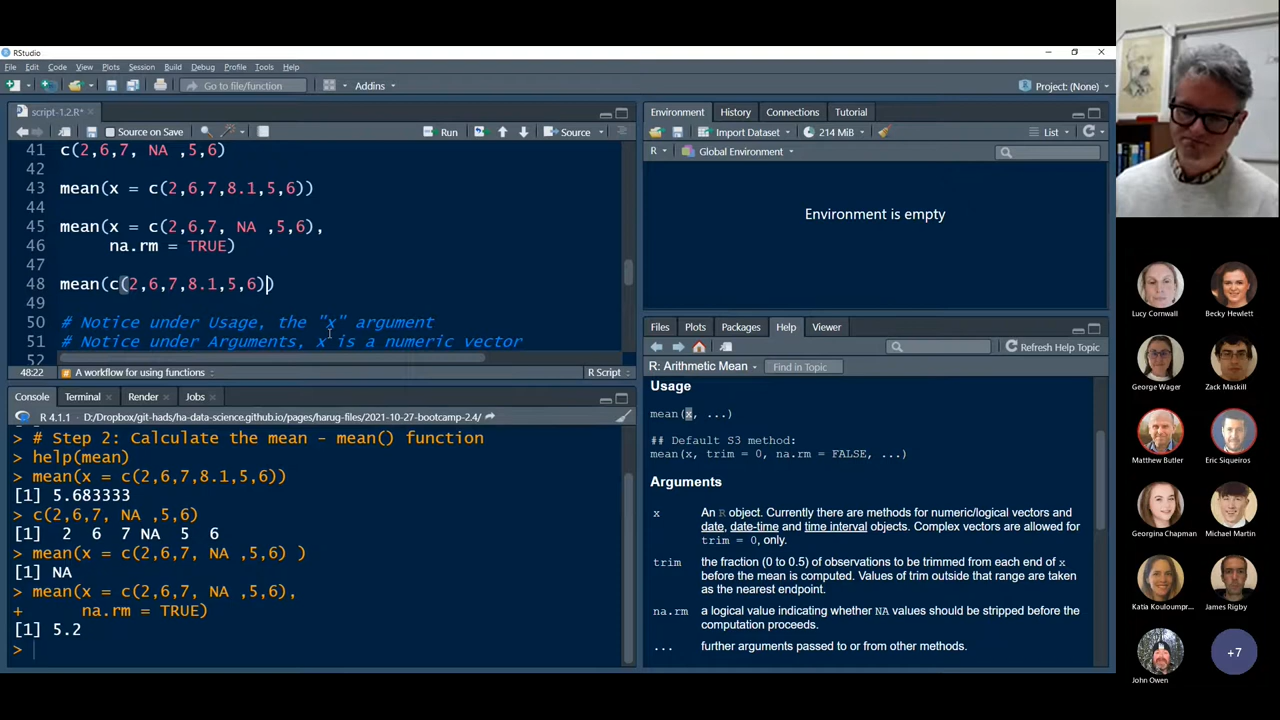 RStudio
File Edit Code View Plots Session Build Debug Profile Tools Help
Go to file/function
Addins
Project: (None)
script-1.2.R*
Source on Save
Run
Source
41 c(2,6,7, NA ,5,6)
42
43 mean(x = c(2,6,7,8.1,5,6))
44
45 mean(x = c(2,6,7, NA ,5,6),
46 na.rm = TRUE)
47
48 mean(c(2,6,7,8.1,5,6))
49
50 # Notice under Usage, the "x" argument
51 # Notice under Arguments, x is a numeric vector
52
48:22 # A workflow for using functions : R Script
Console Terminal Render Jobs
R 4.1.1 · D:/Dropbox/git-hads/ha-data-science.github.io/pages/harug-files/2021-10-27-bootcamp-2.4/
> # Step 2: Calculate the mean - mean() function
> help(mean)
> mean(x = c(2,6,7,8.1,5,6))
[1] 5.683333
> c(2,6,7, NA ,5,6)
[1] 2 6 7 NA 5 6
> mean(x = c(2,6,7, NA ,5,6) )
[1] NA
> mean(x = c(2,6,7, NA ,5,6),
+ na.rm = TRUE)
[1] 5.2
>
Environment History Connections Tutorial
Import Dataset 214 MiB List
R Global Environment
Environment is empty
Files Plots Packages Help Viewer
Refresh Help Topic
R: Arithmetic Mean Find in Topic
Usage
mean(x, ...)
## Default S3 method:
mean(x, trim = 0, na.rm = FALSE, ...)
Arguments
x An R object. Currently there are methods for numeric/logical vectors and
date, date-time and time interval objects. Complex vectors are allowed for
trim = 0, only.
trim the fraction (0 to 0.5) of observations to be trimmed from each end of x
before the mean is computed. Values of trim outside that range are taken
as the nearest endpoint.
na.rm a logical value indicating whether NA values should be stripped before the
computation proceeds.
... further arguments passed to or from other methods.
Lucy Cornwall Becky Hewlett
George Wager Zack Maskill
Matthew Butler Eric Siqueiros
Georgina Chapman Michael Martin
Katia Kouloumpr... James Rigby
+7
John Owen